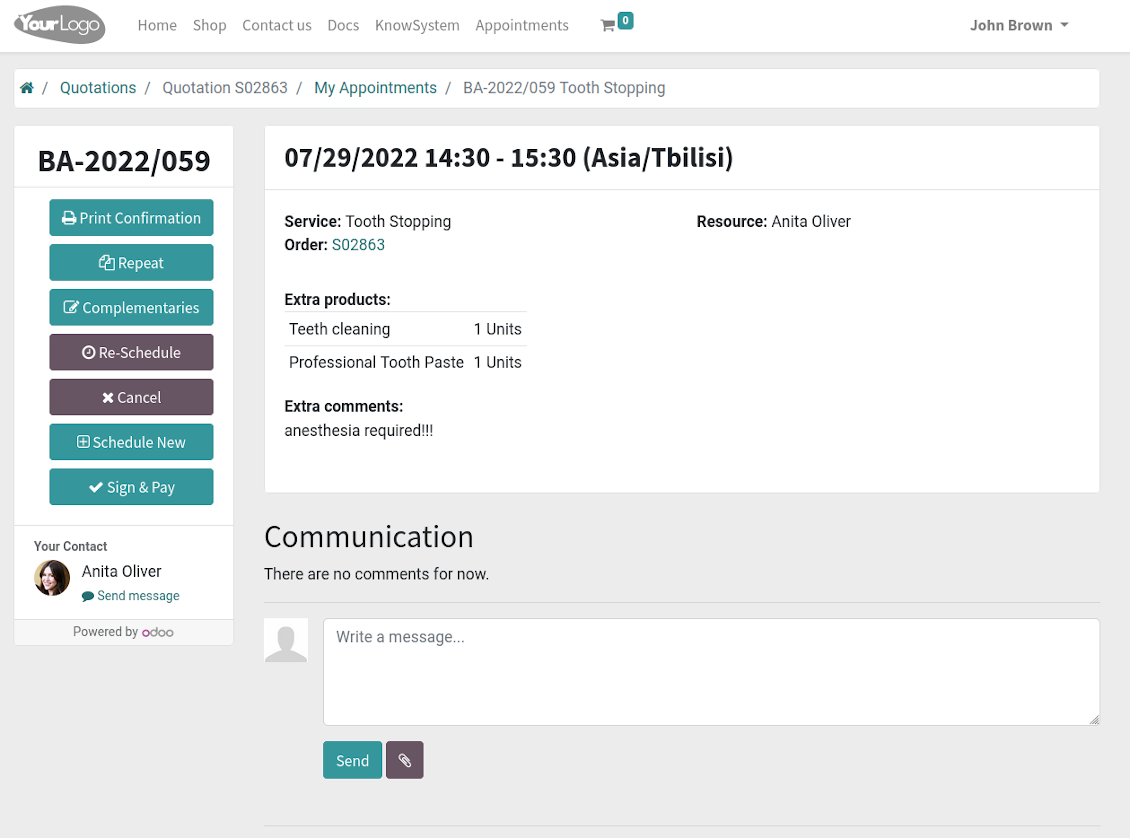 YourLogo
Home Shop Contact us Docs KnowSystem Appointments 0 John Brown
/ Quotations / Quotation S02863 / My Appointments / BA-2022/059 Tooth Stopping
BA-2022/059
Print Confirmation
Repeat
Complementaries
Re-Schedule
Cancel
Schedule New
Sign & Pay
Your Contact
Anita Oliver
Send message
Powered by odoo
07/29/2022 14:30 - 15:30 (Asia/Tbilisi)
Service: Tooth Stopping Resource: Anita Oliver
Order: S02863
Extra products:
Teeth cleaning 1 Units
Professional Tooth Paste 1 Units
Extra comments:
anesthesia required!!!
Communication
There are no comments for now.
Write a message...
Send